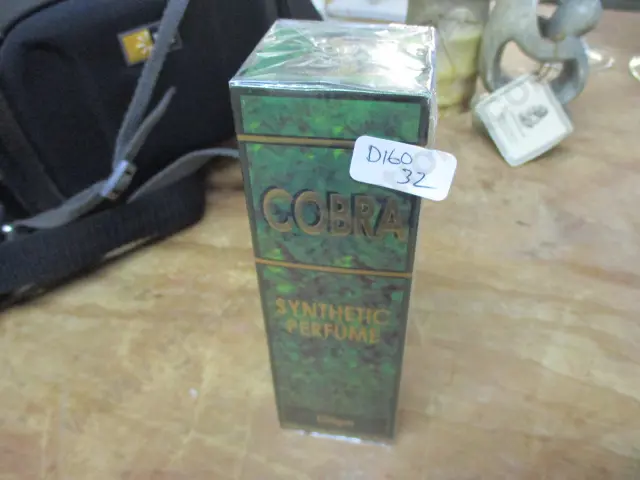 D160
32
COBRA
SYNTHETIC
PERFUME